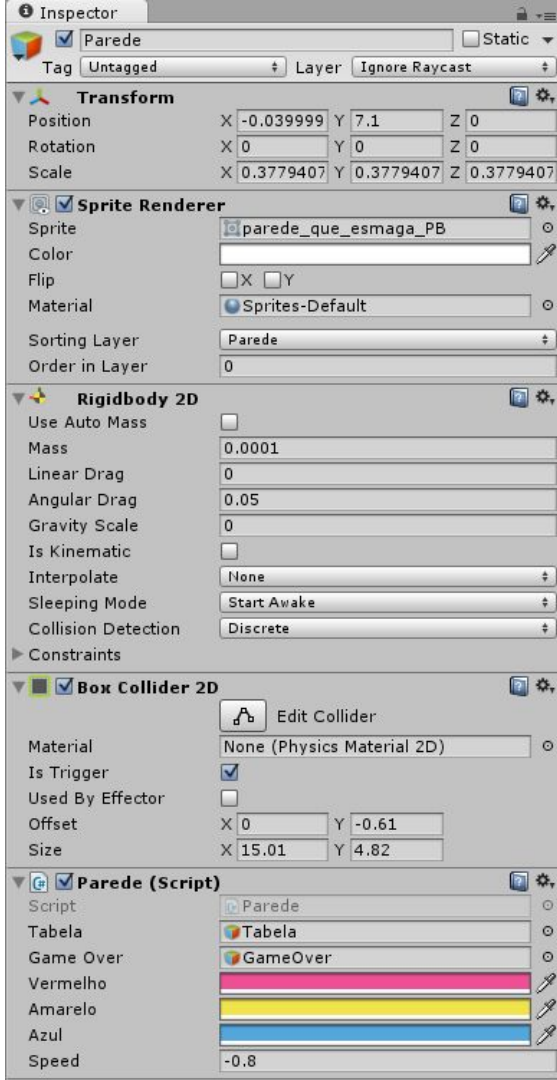 Inspector
Parede Static
Tag Untagged Layer Ignore Raycast
Transform
Position X -0.039999 Y 7.1 Z 0
Rotation X 0 Y 0 Z 0
Scale X 0.3779407 Y 0.3779407 Z 0.3779407
Sprite Renderer
Sprite parede_que_esmaga_PB
Color
Flip X Y
Material Sprites-Default
Sorting Layer Parede
Order in Layer 0
Rigidbody 2D
Use Auto Mass
Mass 0.0001
Linear Drag 0
Angular Drag 0.05
Gravity Scale 0
Is Kinematic
Interpolate None
Sleeping Mode Start Awake
Collision Detection Discrete
Constraints
Box Collider 2D
Edit Collider
Material None (Physics Material 2D)
Is Trigger
Used By Effector
Offset X 0 Y -0.61
Size X 15.01 Y 4.82
C# Parede (Script)
Script Parede
Tabela Tabela
Game Over GameOver
Vermelho
Amarelo
Azul
Speed -0.8